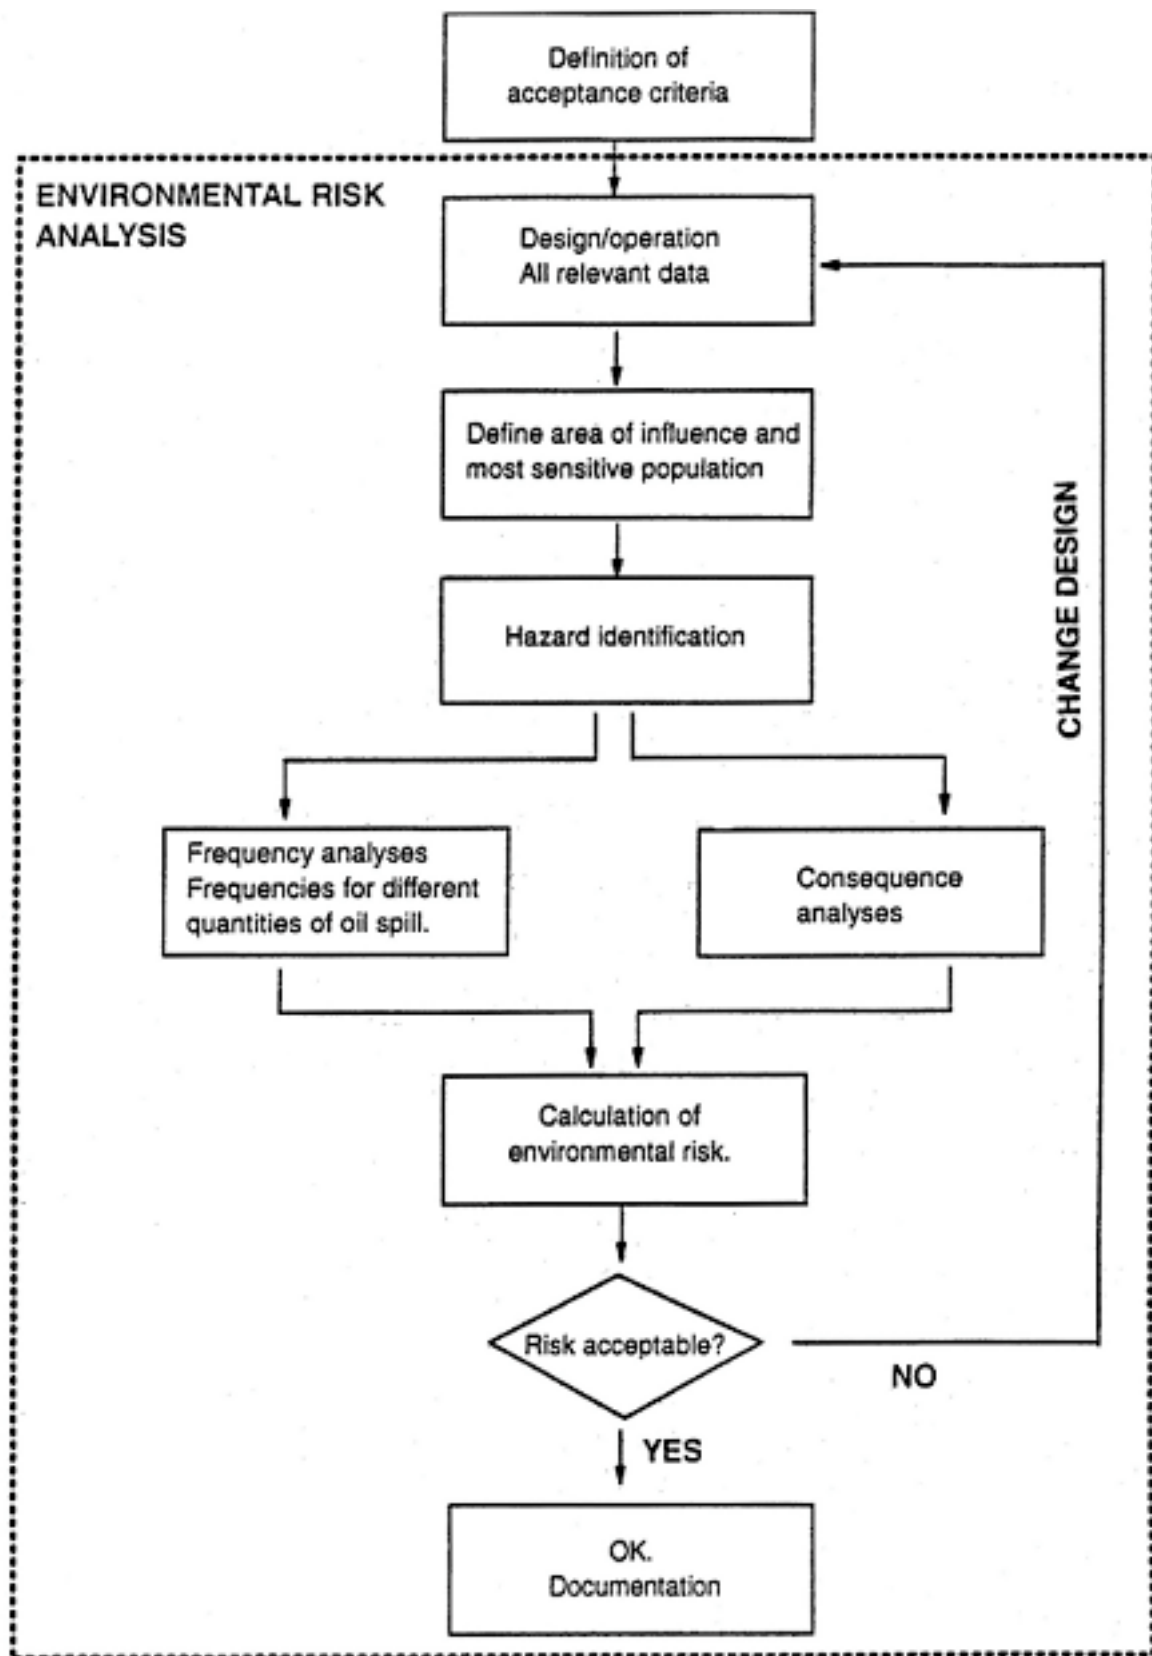 Definition of
acceptance criteria
ENVIRONMENTAL RISK
ANALYSIS
Design/operation
All relevant data
Define area of influence and
most sensitive population
Hazard identification
CHANGE DESIGN
Frequency analyses
Frequencies for different
quantities of oil spill.
Consequence
analyses
Calculation of
environmental risk.
Risk acceptable?
NO
YES
OK.
Documentation